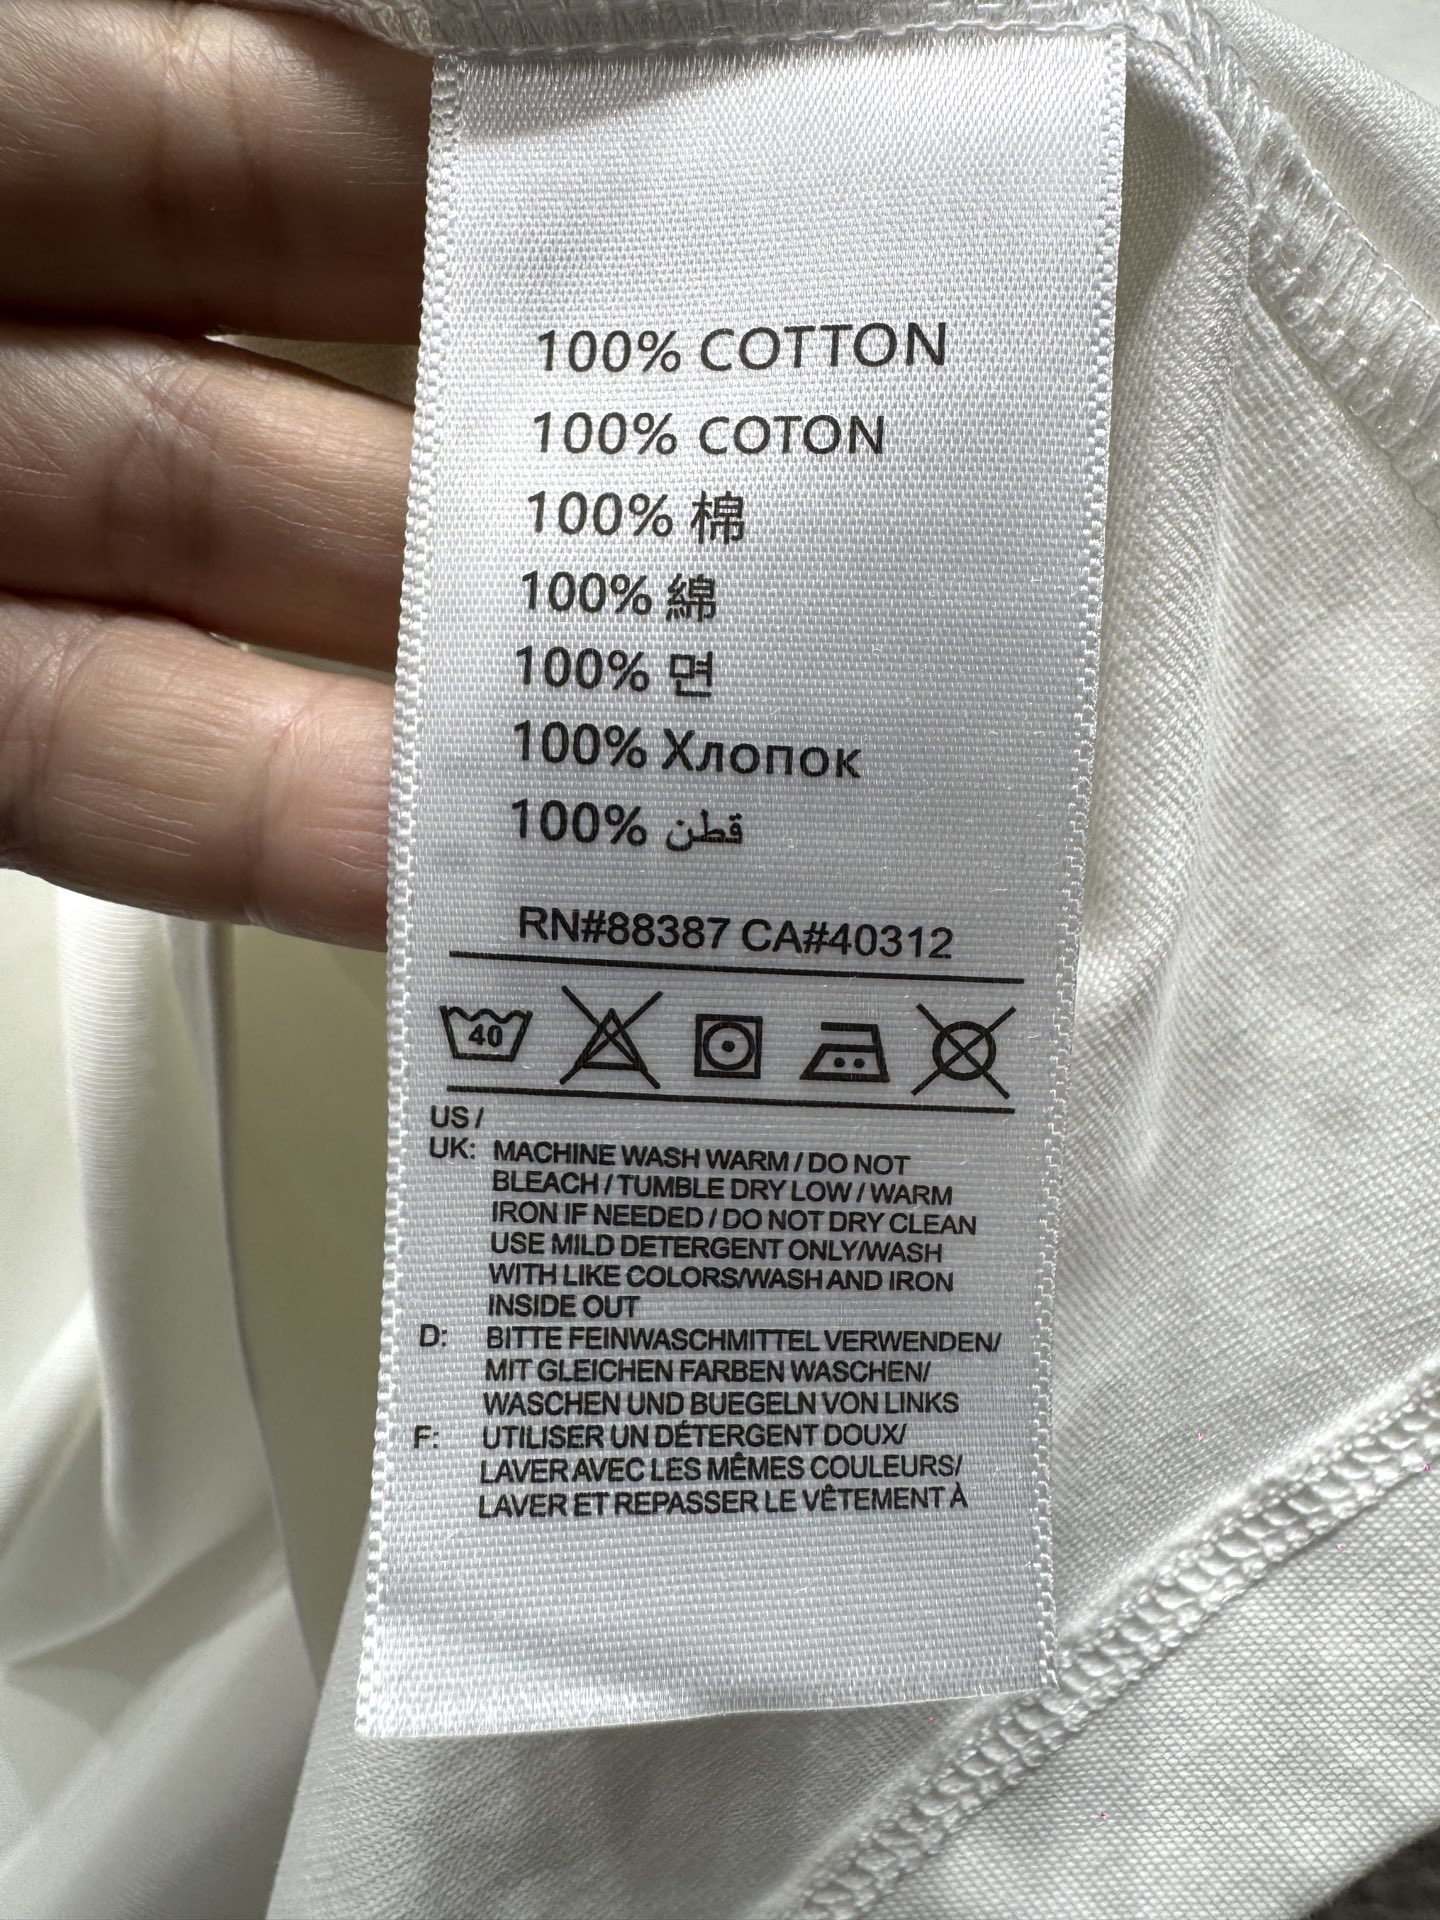 100% COTTON
100% COTON
100% 棉
100% 綿
100% 면
100% Хлопок
100% قطن
RN#88387 CA#40312
40
US /
UK: MACHINE WASH WARM / DO NOT
BLEACH / TUMBLE DRY LOW / WARM
IRON IF NEEDED / DO NOT DRY CLEAN
USE MILD DETERGENT ONLY/WASH
WITH LIKE COLORS/WASH AND IRON
INSIDE OUT
D: BITTE FEINWASCHMITTEL VERWENDEN/
MIT GLEICHEN FARBEN WASCHEN/
WASCHEN UND BUEGELN VON LINKS
F: UTILISER UN DÉTERGENT DOUX/
LAVER AVEC LES MÊMES COULEURS/
LAVER ET REPASSER LE VÊTEMENT À